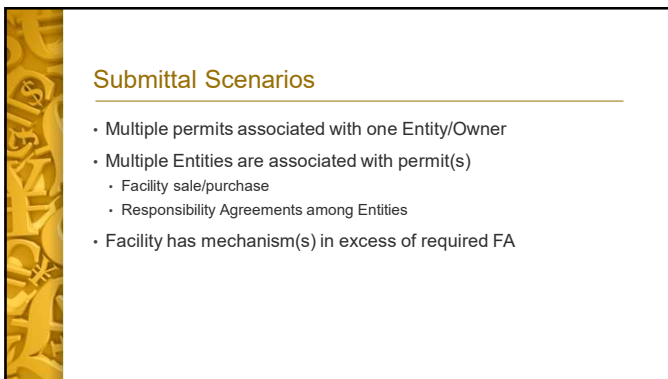 Submittal Scenarios
• Multiple permits associated with one Entity/Owner
• Multiple Entities are associated with permit(s)
• Facility sale/purchase
• Responsibility Agreements among Entities
• Facility has mechanism(s) in excess of required FA